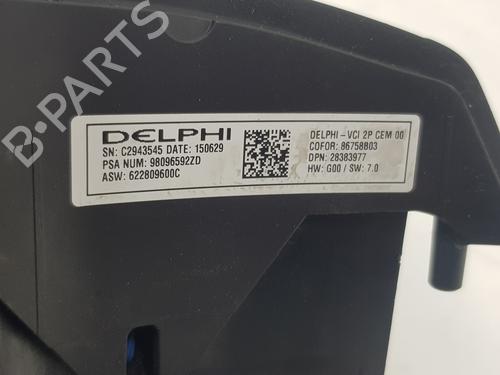 DELPHI
SN: C2943545 DATE: 150629
PSA NUM: 98096592ZD
ASW: 622809600C
DELPHI - VCI 2P CEM 00
COFOR: 86758B03
DPN: 28383977
HW: G00 / SW: 7.0
B-PARTS